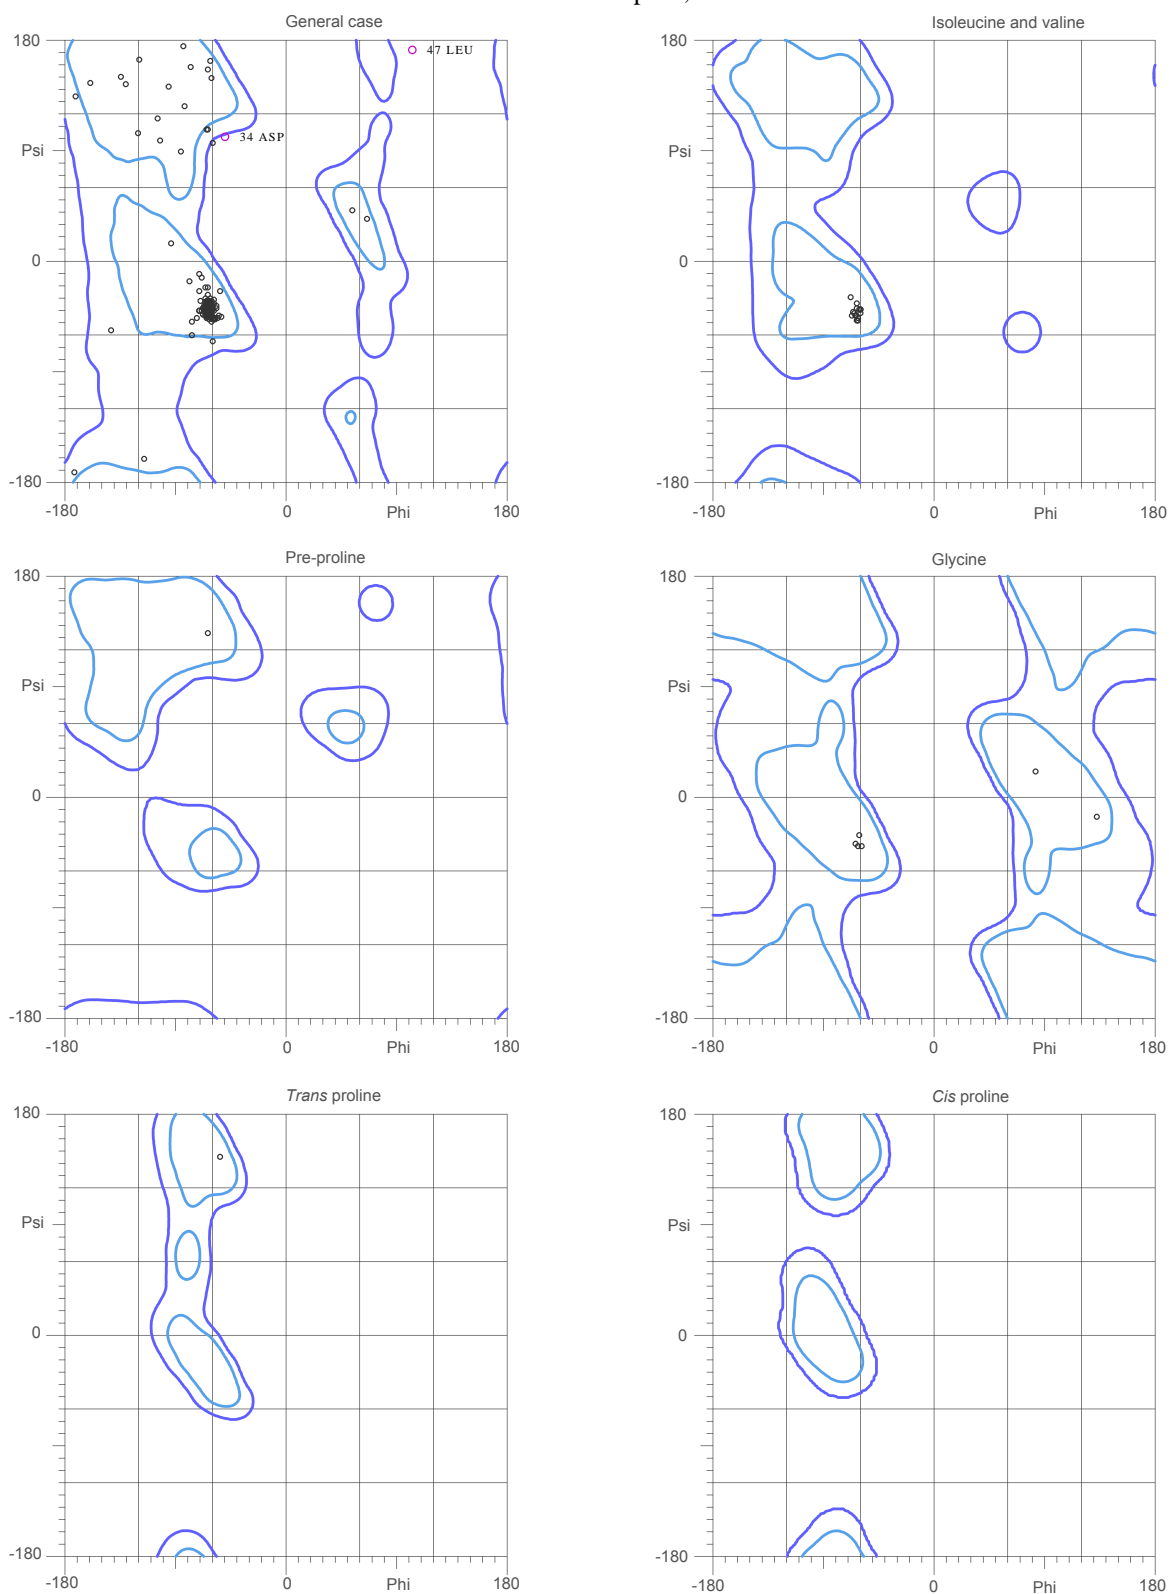 General case
180
47 LEU
34 ASP
Psi
0
-180
-180
0
Phi
180
Isoleucine and valine
180
Psi
0
-180
-180
0
Phi
180
Pre-proline
180
Psi
0
-180
-180
0
Phi
180
Glycine
180
Psi
0
-180
-180
0
Phi
180
Trans proline
180
Psi
0
-180
-180
0
Phi
180
Cis proline
180
Psi
0
-180
-180
0
Phi
180